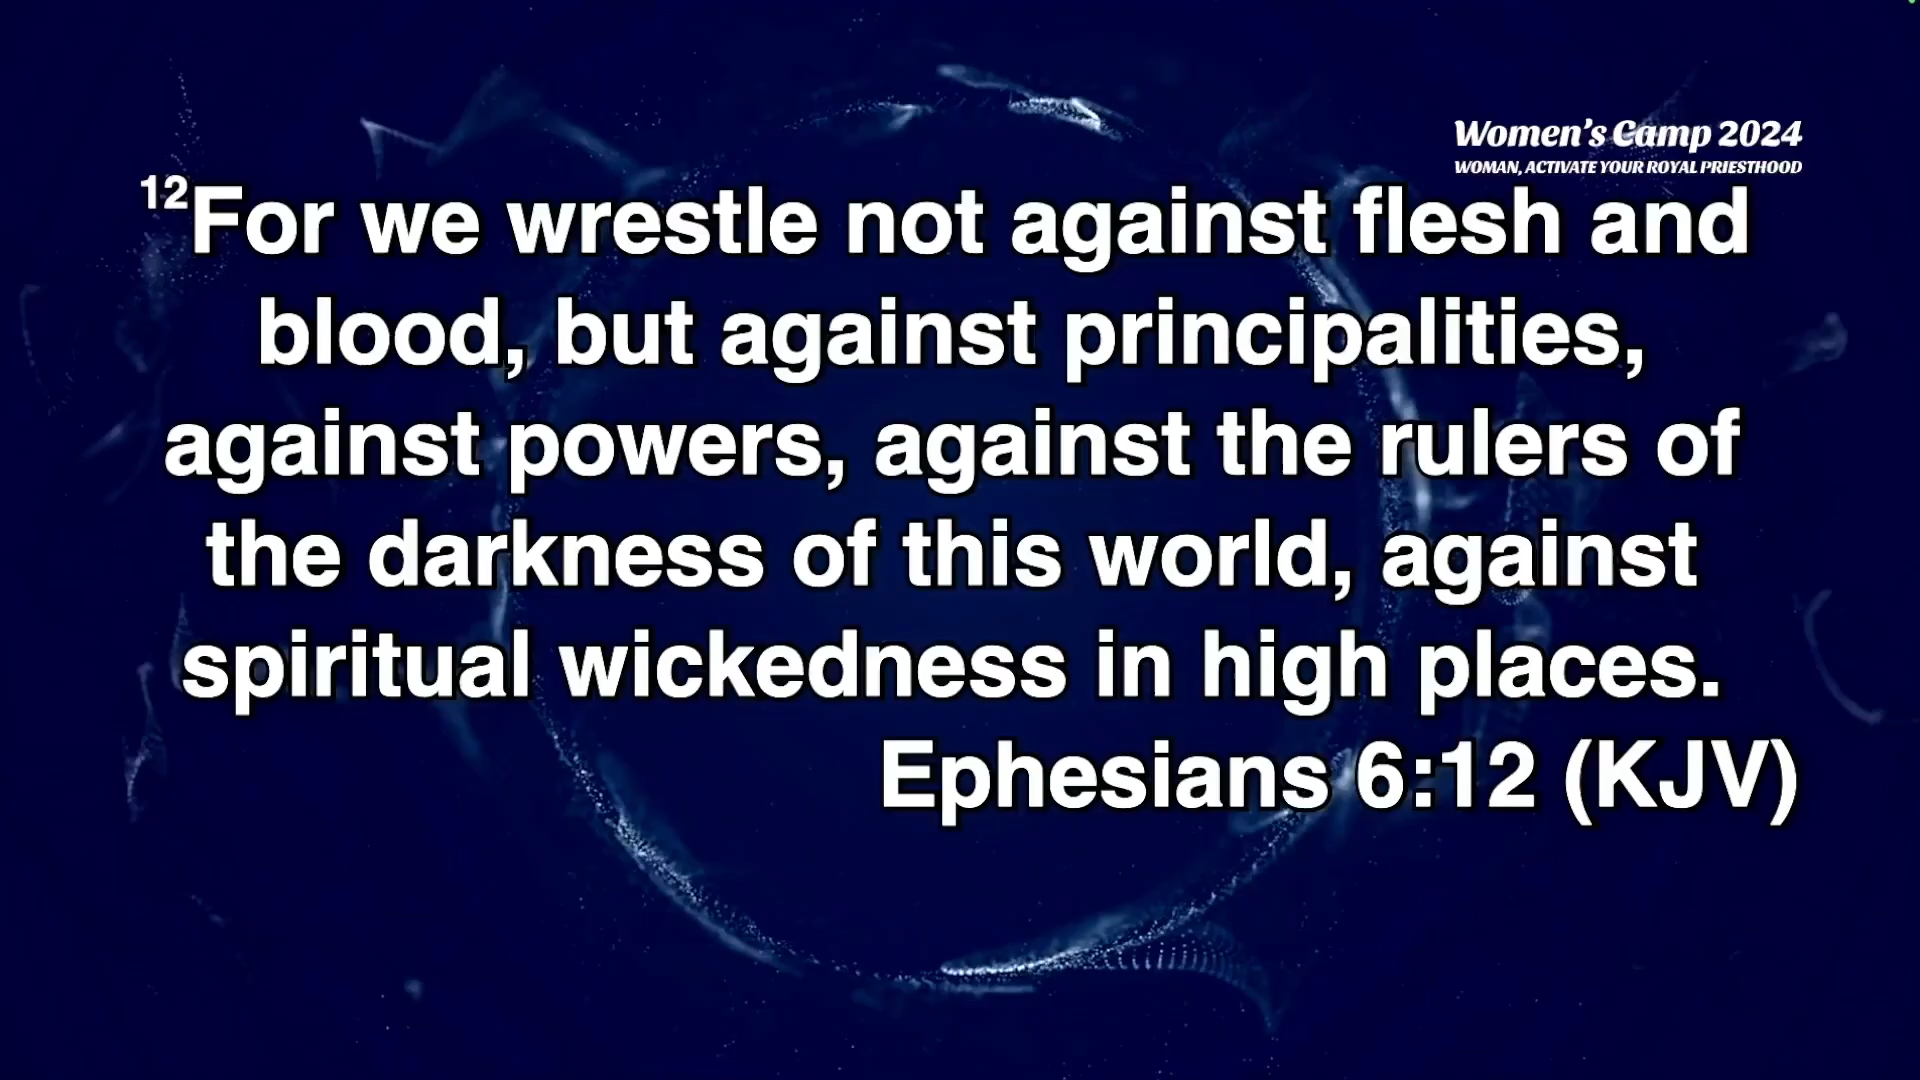 Women's Camp 2024
WOMAN, ACTIVATE YOUR ROYAL PRIESTHOOD
12For we wrestle not against flesh and
blood, but against principalities,
against powers, against the rulers of
the darkness of this world, against
spiritual wickedness in high places.
Ephesians 6:12 (KJV)